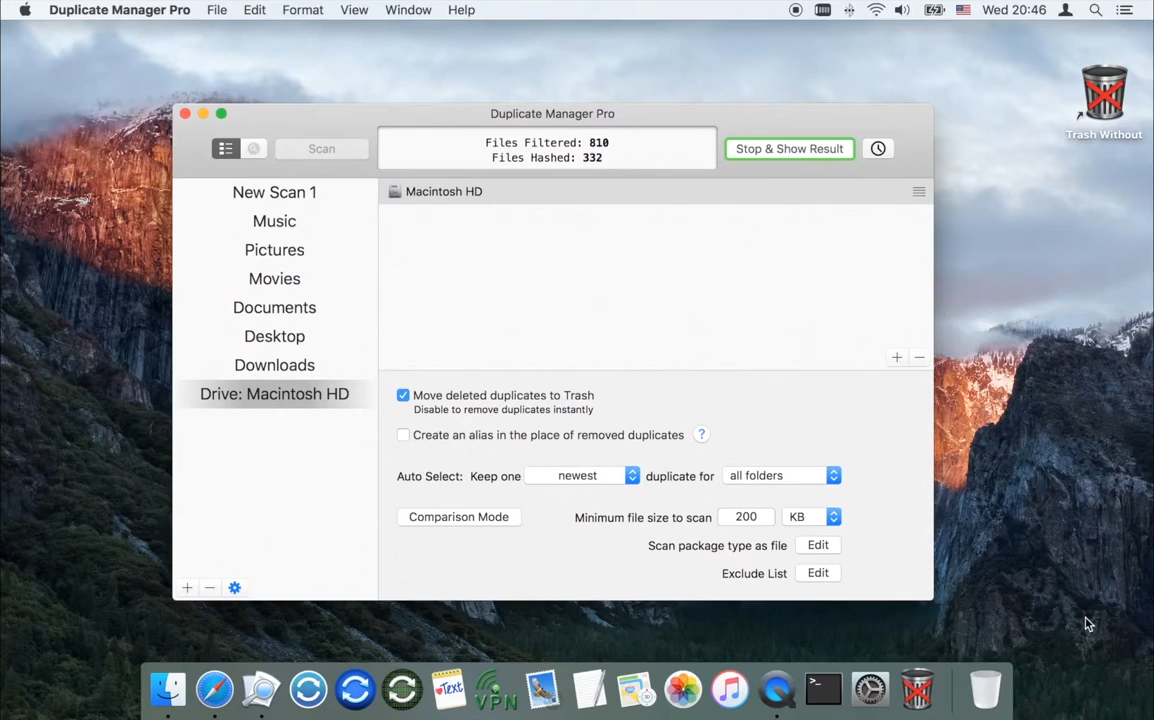 Duplicate Manager Pro File Edit Format View Window Help Wed 20:46
Trash Without
Duplicate Manager Pro
Scan
Files Filtered: 810
Files Hashed: 332
Stop & Show Result
New Scan 1
Music
Pictures
Movies
Documents
Desktop
Downloads
Drive: Macintosh HD
Macintosh HD
Move deleted duplicates to Trash
Disable to remove duplicates instantly
Create an alias in the place of removed duplicates ?
Auto Select: Keep one newest duplicate for all folders
Comparison Mode Minimum file size to scan 200 KB
Scan package type as file Edit
Exclude List Edit
Text
VPN